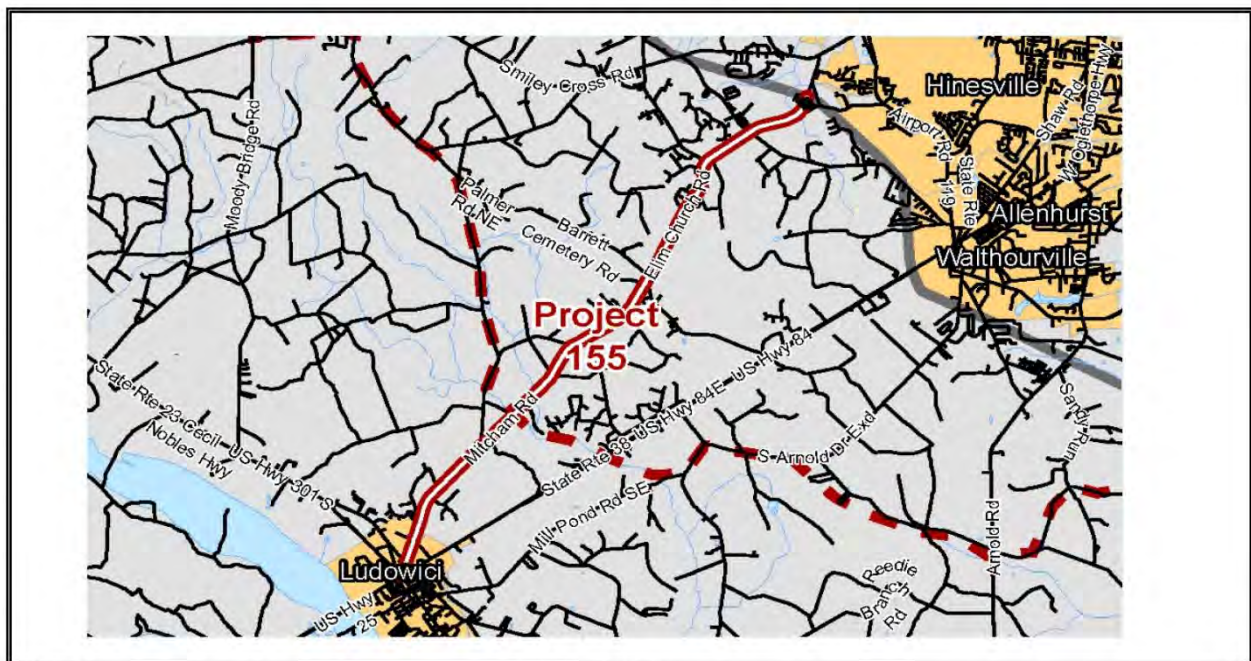 Smiley Cross Rd
Hinesville
Shaw Rd
W Oglethorpe Hwy
Airport Rd
State Rte
119
Moody Bridge Rd
Palmer
Rd NE
Barrett
Cemetery Rd
Elim Church Rd
Allenhurst
Walthourville
Project
155
State Rte 23 Cecil
Nobles Hwy
US Hwy 301 S
Mitcham Rd
State Rte 38 US Hwy 84E US Hwy 84
Sandy Run
S Arnold Dr Exd
Mill Pond Rd SE
Arnold Rd
Ludowici
US Hwy
25
Reedie
Branch
Rd